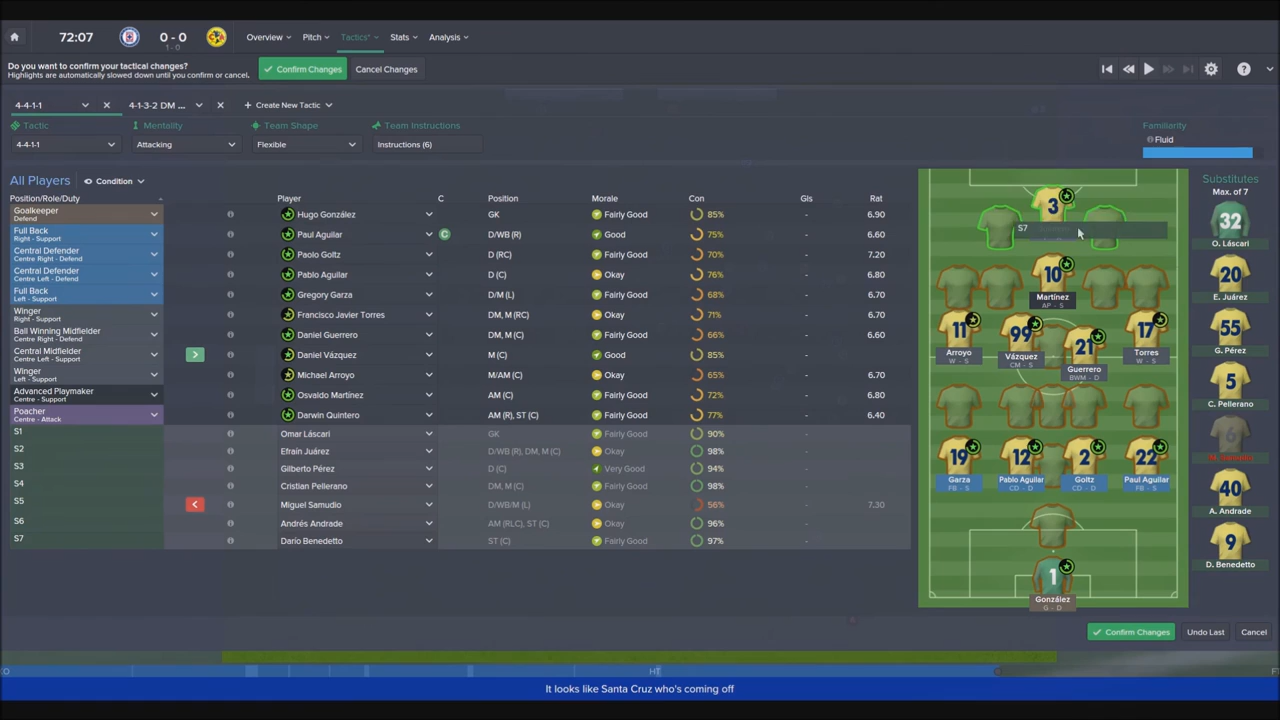 72:07 0 - 0 Overview Pitch Tactics* Stats Analysis
1 - 0
Do you want to confirm your tactical changes? Confirm Changes Cancel Changes
Highlights are automatically slowed down until you confirm or cancel.
4-4-1-1 4-1-3-2 DM ... + Create New Tactic
Tactic Mentality Team Shape Team Instructions Familiarity
4-4-1-1 Attacking Flexible Instructions (6) Fluid
All Players Condition Substitutes
Max. of 7
Position/Role/Duty Player C Position Morale Con Gls Rat
Goalkeeper Hugo González GK Fairly Good 85% - 6.90
Defend
Full Back Paul Aguilar C D/WB (R) Good 75% - 6.60
Right - Support
Central Defender Paolo Goltz D (RC) Fairly Good 70% - 7.20
Centre Right - Defend
Central Defender Pablo Aguilar D (C) Okay 76% - 6.80
Centre Left - Defend
Full Back Gregory Garza D/M (L) Fairly Good 68% - 6.70
Left - Support
Winger Francisco Javier Torres DM, M (RC) Okay 71% - 6.70
Right - Support
Ball Winning Midfielder Daniel Guerrero DM, M (C) Fairly Good 66% - 6.60
Centre Right - Defend
Central Midfielder Daniel Vázquez M (C) Good 85% -
Centre Left - Support
Winger Michael Arroyo M/AM (C) Okay 65% - 6.70
Left - Support
Advanced Playmaker Osvaldo Martínez AM (C) Fairly Good 72% - 6.80
Centre - Support
Poacher Darwin Quintero AM (R), ST (C) Fairly Good 77% - 6.40
Centre - Attack
S1 Omar Láscari GK Fairly Good 90% -
S2 Efraín Juárez D/WB (R), DM, M (C) Okay 98% -
S3 Gilberto Pérez D (C) Very Good 94% -
S4 Cristian Pellerano DM, M (C) Fairly Good 98% -
S5 Miguel Samudio D/WB/M (L) Okay 56% - 7.30
S6 Andrés Andrade AM (RLC), ST (C) Okay 96% -
S7 Darío Benedetto ST (C) Fairly Good 97% -
3
S7
10
Martínez
AP - S
11 99 21 17
Arroyo Vázquez Guerrero Torres
W - S CM - S BWM - D W - S
19 12 2 22
Garza Pablo Aguilar Goltz Paul Aguilar
FB - S CD - D CD - D FB - S
1
González
G - D
32
O. Láscari
20
E. Juárez
55
G. Pérez
5
C. Pellerano
6
40
A. Andrade
9
D. Benedetto
Confirm Changes Undo Last Cancel
HT
It looks like Santa Cruz who's coming off